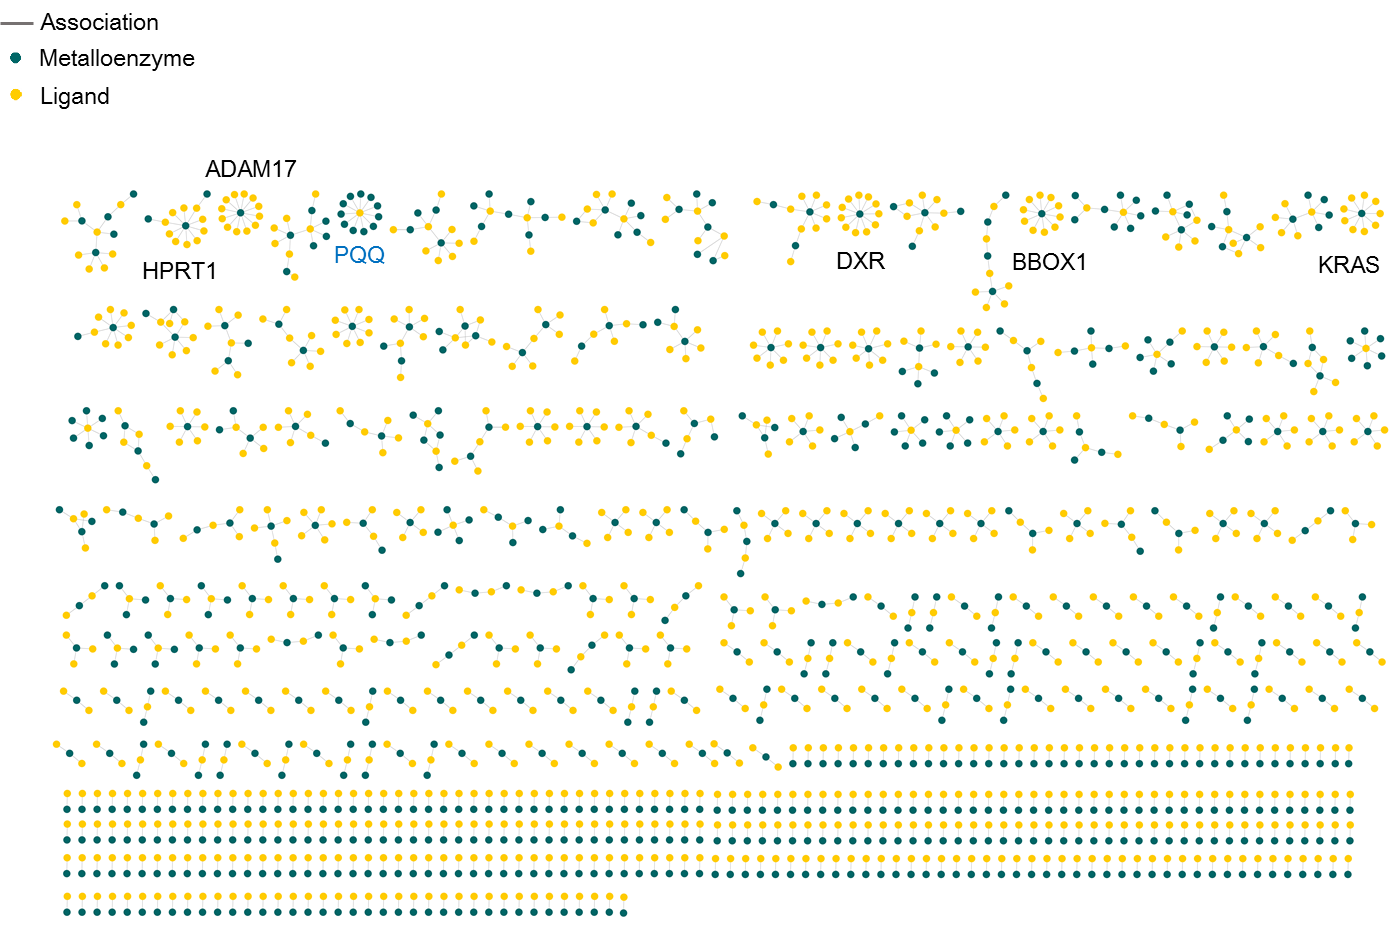 Association
Metalloenzyme
Ligand
ADAM17
HPRT1
PQQ
DXR
BBOX1
KRAS